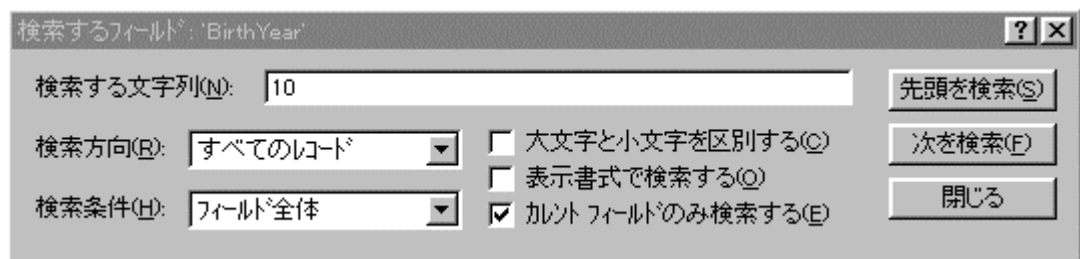 検索するフィールド: 'BirthYear'
検索する文字列(N): 10 先頭を検索(S)
検索方向(R): すべてのレコード 大文字と小文字を区別する(C) 次を検索(F)
表示書式で検索する(O)
検索条件(H): フィールド全体 カレント フィールドのみ検索する(E) 閉じる